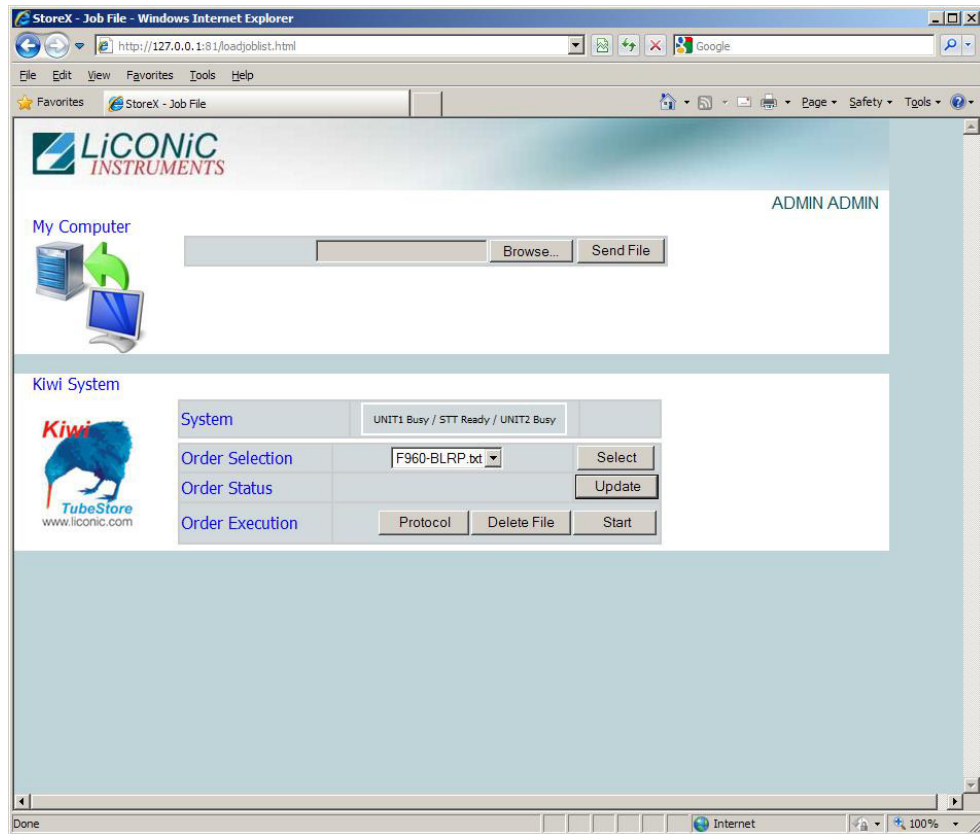 StoreX - Job File - Windows Internet Explorer
http://127.0.0.1:81/loadjoblist.html
Google
File Edit View Favorites Tools Help
Favorites StoreX - Job File Page Safety Tools
LiCONiC
INSTRUMENTS
ADMIN ADMIN
My Computer
Browse... Send File
Kiwi System
Kiwi
TubeStore
www.liconic.com
System UNIT1 Busy / STT Ready / UNIT2 Busy
Order Selection F960-BLRP.txt Select
Order Status Update
Order Execution Protocol Delete File Start
Done Internet 100%